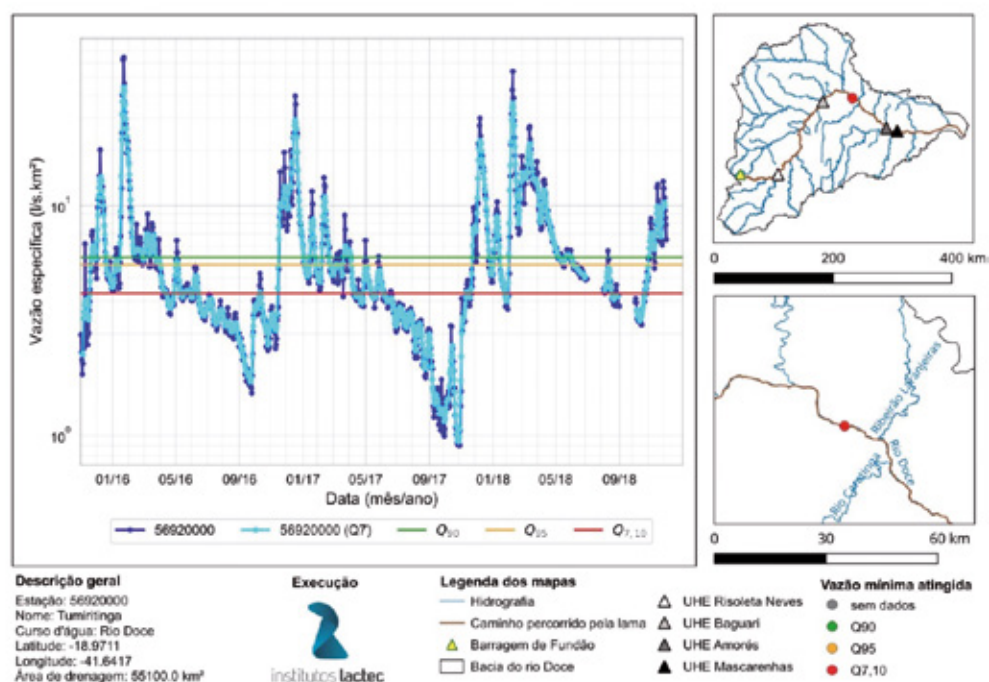 Vazão específica (l/s.km²)
10¹
10⁰
01/16 05/16 09/16 01/17 05/17 09/17 01/18 05/18 09/18
Data (mês/ano)
56920000 56920000 (Q7) Q90 Q95 Q7,10
0 200 400 km
Ribeirão Laranjeiras
Rio Doce
Rio Caratinga
0 30 60 km
Descrição geral
Estação: 56920000
Nome: Tumiritinga
Curso d'água: Rio Doce
Latitude: -18.9711
Longitude: -41.6417
Área de drenagem: 55100.0 km²
Execução
institutos lactec
Legenda dos mapas
Hidrografia
Caminho percorrido pela lama
Barragem de Fundão
Bacia do rio Doce
UHE Risoleta Neves
UHE Baguari
UHE Amorés
UHE Mascarenhas
Vazão mínima atingida
sem dados
Q90
Q95
Q7,10